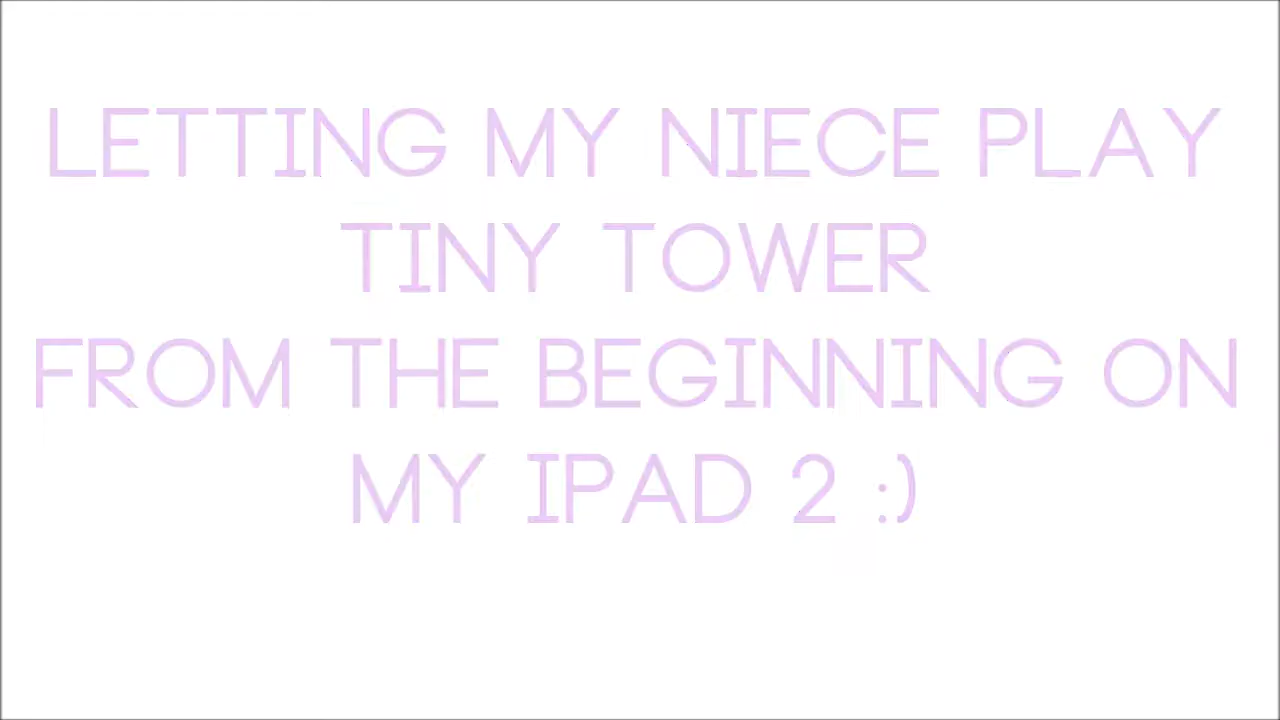 LETTING MY NIECE PLAY
TINY TOWER
FROM THE BEGINNING ON
MY IPAD 2 :)